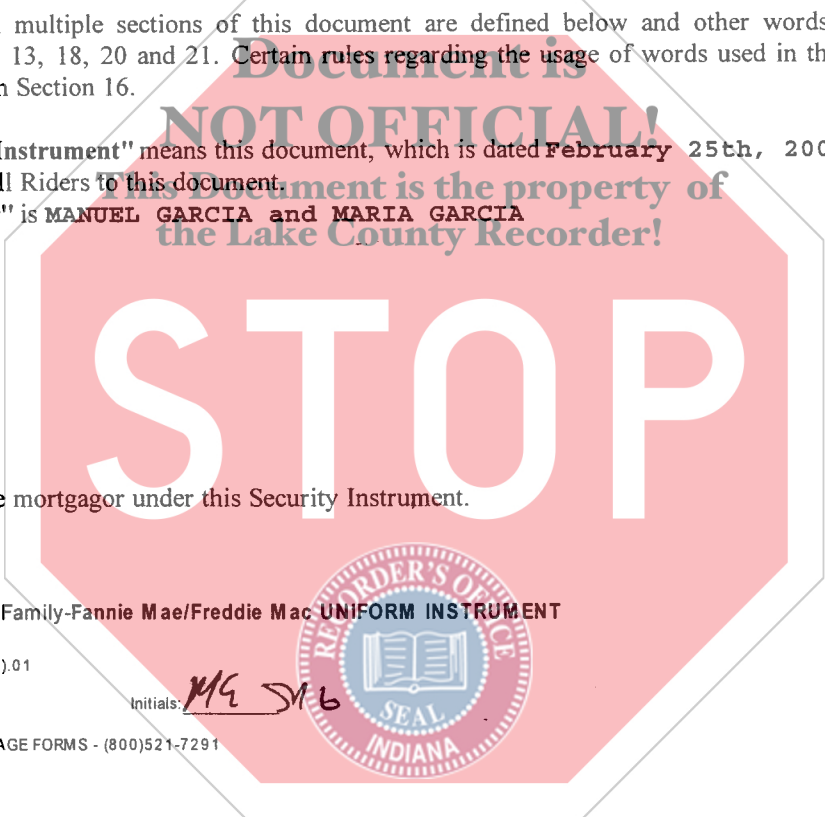 multiple sections of this document are defined below and other words
13, 18, 20 and 21. Certain rules regarding the usage of words used in th
Section 16.
Document is
NOT OFFICIAL!
Instrument" means this document, which is dated February 25th, 200
ll Riders to this document.
This Document is the property of
" is MANUEL GARCIA and MARIA GARCIA
the Lake County Recorder!
STOP
e mortgagor under this Security Instrument.
Family-Fannie Mae/Freddie Mac UNIFORM INSTRUMENT
RECORDER'S OFFICE
).01
Initials: MG
SEAL
AGE FORMS - (800)521-7291
INDIANA